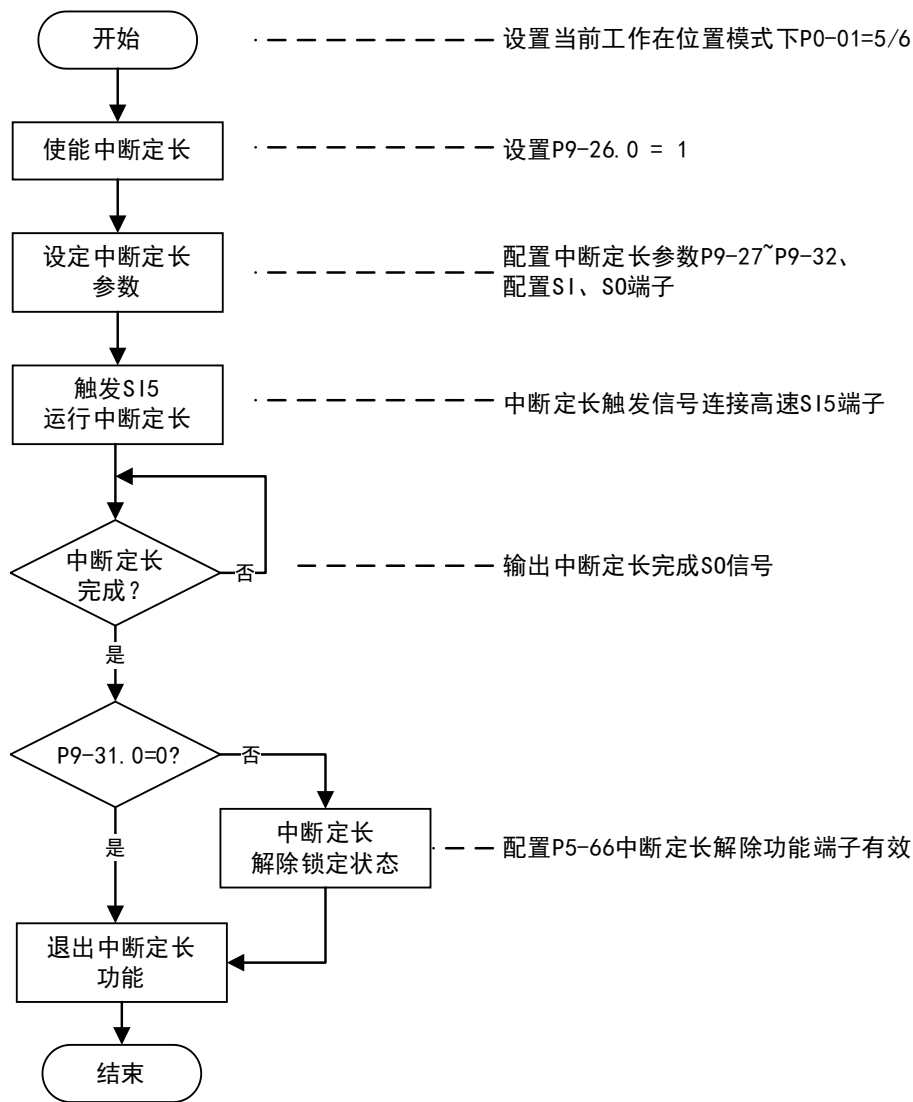 开始
设置当前工作在位置模式下P0-01=5/6
使能中断定长
设置P9-26.0 = 1
设定中断定长
参数
配置中断定长参数P9-27~P9-32、
配置SI、SO端子
触发SI5
运行中断定长
中断定长触发信号连接高速SI5端子
中断定长
完成？
否
输出中断定长完成SO信号
是
P9-31.0=0?
否
中断定长
解除锁定状态
配置P5-66中断定长解除功能端子有效
是
退出中断定长
功能
结束